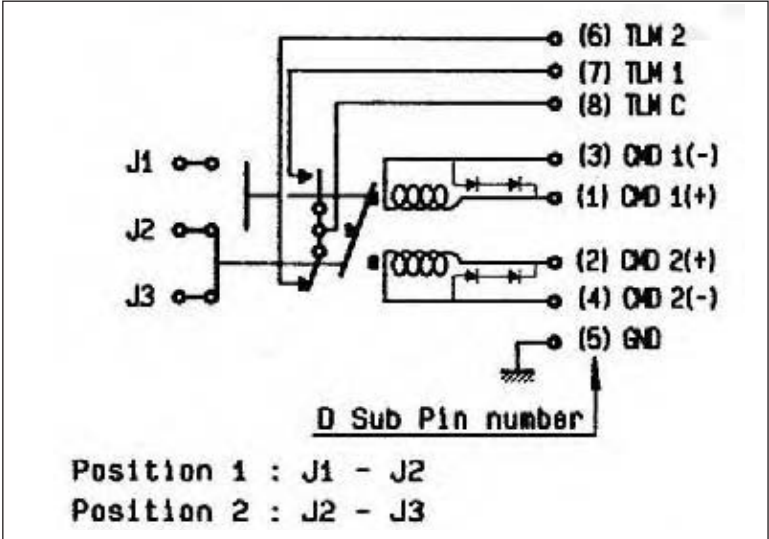 (6) TLM 2
(7) TLM 1
(8) TLM C
J1
(3) CMD 1(-)
(1) CMD 1(+)
J2
(2) CMD 2(+)
J3
(4) CMD 2(-)
(5) GND
D Sub Pin number
Position 1 : J1 - J2
Position 2 : J2 - J3